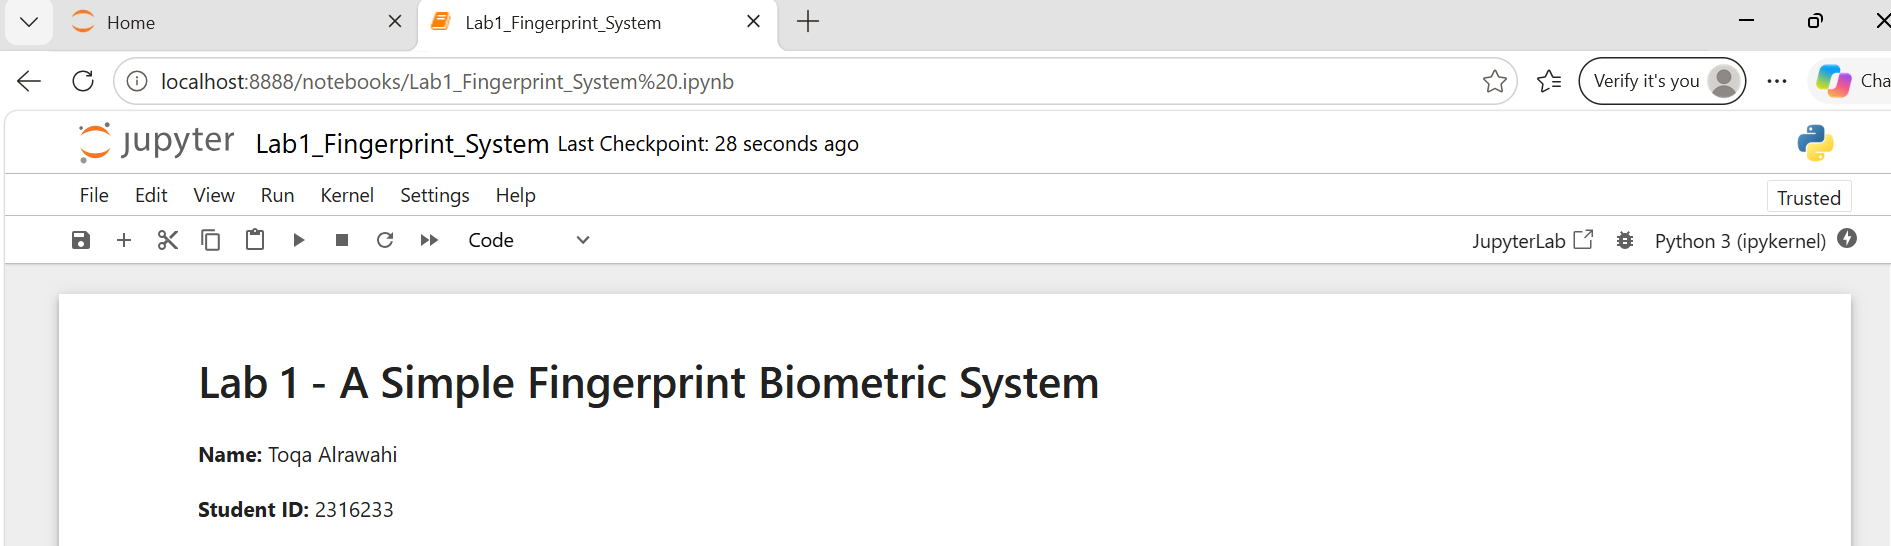 Home
Lab1_Fingerprint_System
localhost:8888/notebooks/Lab1_Fingerprint_System%20.ipynb
Verify it's you
Cha
jupyter Lab1_Fingerprint_System Last Checkpoint: 28 seconds ago
File Edit View Run Kernel Settings Help
Trusted
Code
JupyterLab
Python 3 (ipykernel)
Lab 1 - A Simple Fingerprint Biometric System
Name: Toqa Alrawahi
Student ID: 2316233